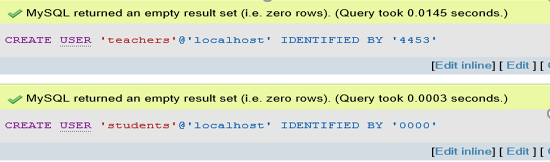 MySQL returned an empty result set (i.e. zero rows). (Query took 0.0145 seconds.)
CREATE USER 'teachers'@'localhost' IDENTIFIED BY '4453'
[Edit inline] [ Edit ] [
MySQL returned an empty result set (i.e. zero rows). (Query took 0.0003 seconds.)
CREATE USER 'students'@'localhost' IDENTIFIED BY '0000'
[Edit inline] [ Edit ] [